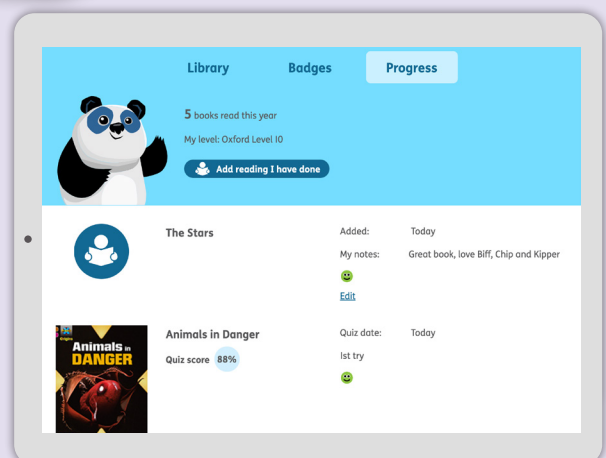 Library Badges Progress
5 books read this year
My level: Oxford Level 10
Add reading I have done
The Stars
Added: Today
My notes: Great book, love Biff, Chip and Kipper
Edit
Animals in Danger
Quiz score 88%
Quiz date: Today
1st try
Animals in
DANGER